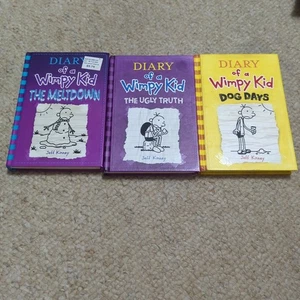 DIARY
of a
Wimpy Kid
THE MELTDOWN
Jeff Kinney
DIARY
of a
Wimpy Kid
THE UGLY TRUTH
Jeff Kinney
DIARY
of a
Wimpy Kid
DOG DAYS
Jeff Kinney